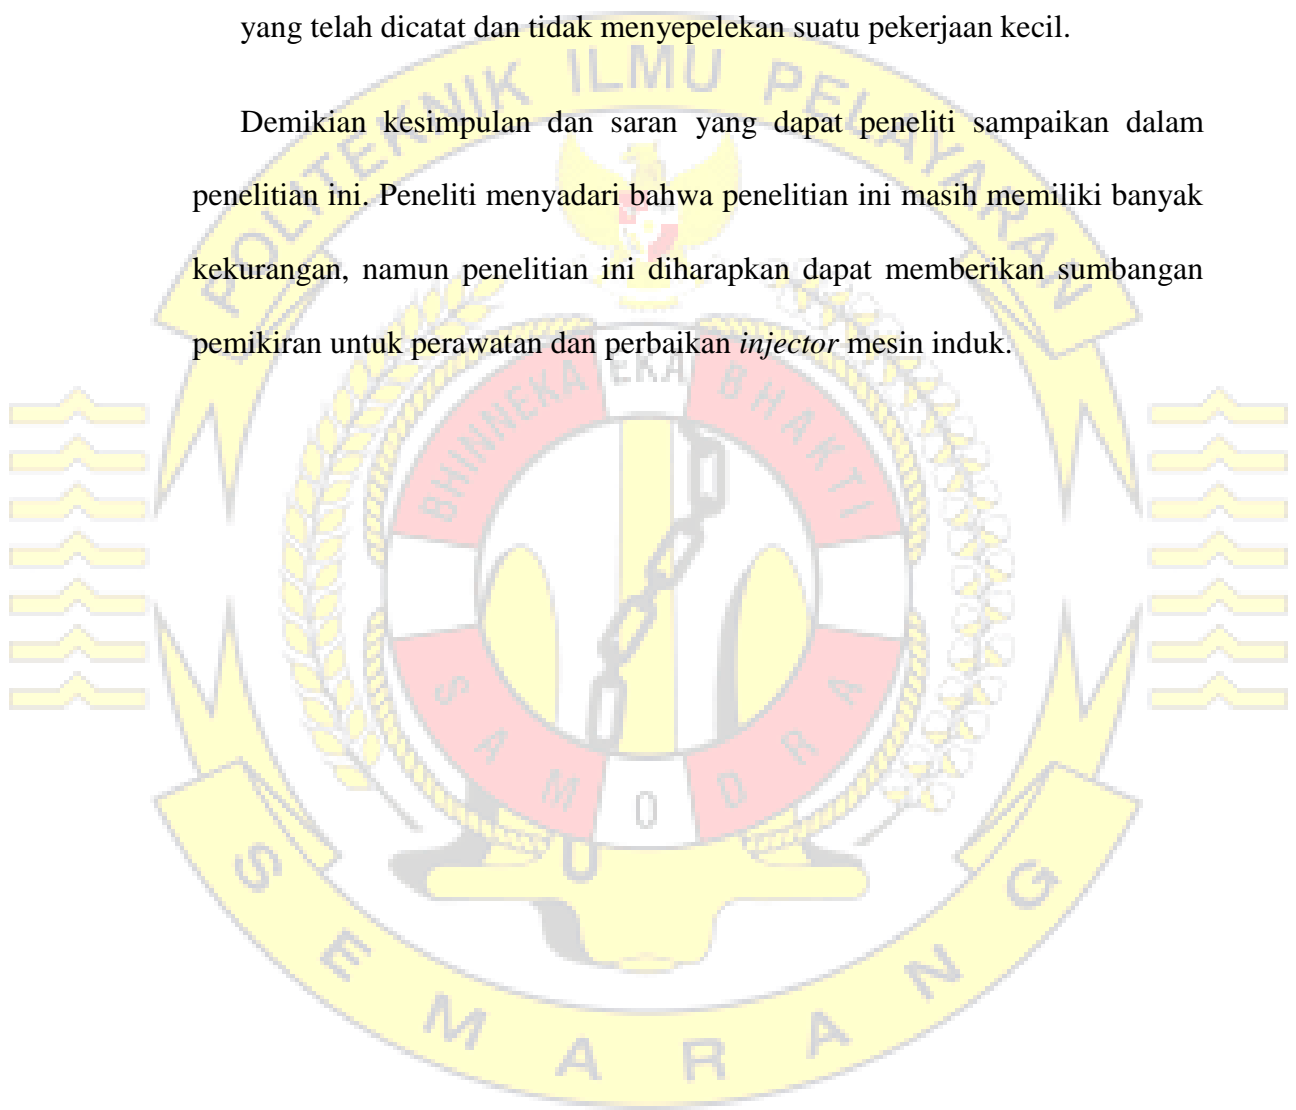 yang telah dicatat dan tidak menyepelekan suatu pekerjaan kecil.
Demikian kesimpulan dan saran yang dapat peneliti sampaikan dalam
penelitian ini. Peneliti menyadari bahwa penelitian ini masih memiliki banyak
kekurangan, namun penelitian ini diharapkan dapat memberikan sumbangan
pemikiran untuk perawatan dan perbaikan injector mesin induk.
POLITEKNIK ILMU PELAYARAN
BHINNEKA EKA BHAKTI
SAMODRA
SEMARANG